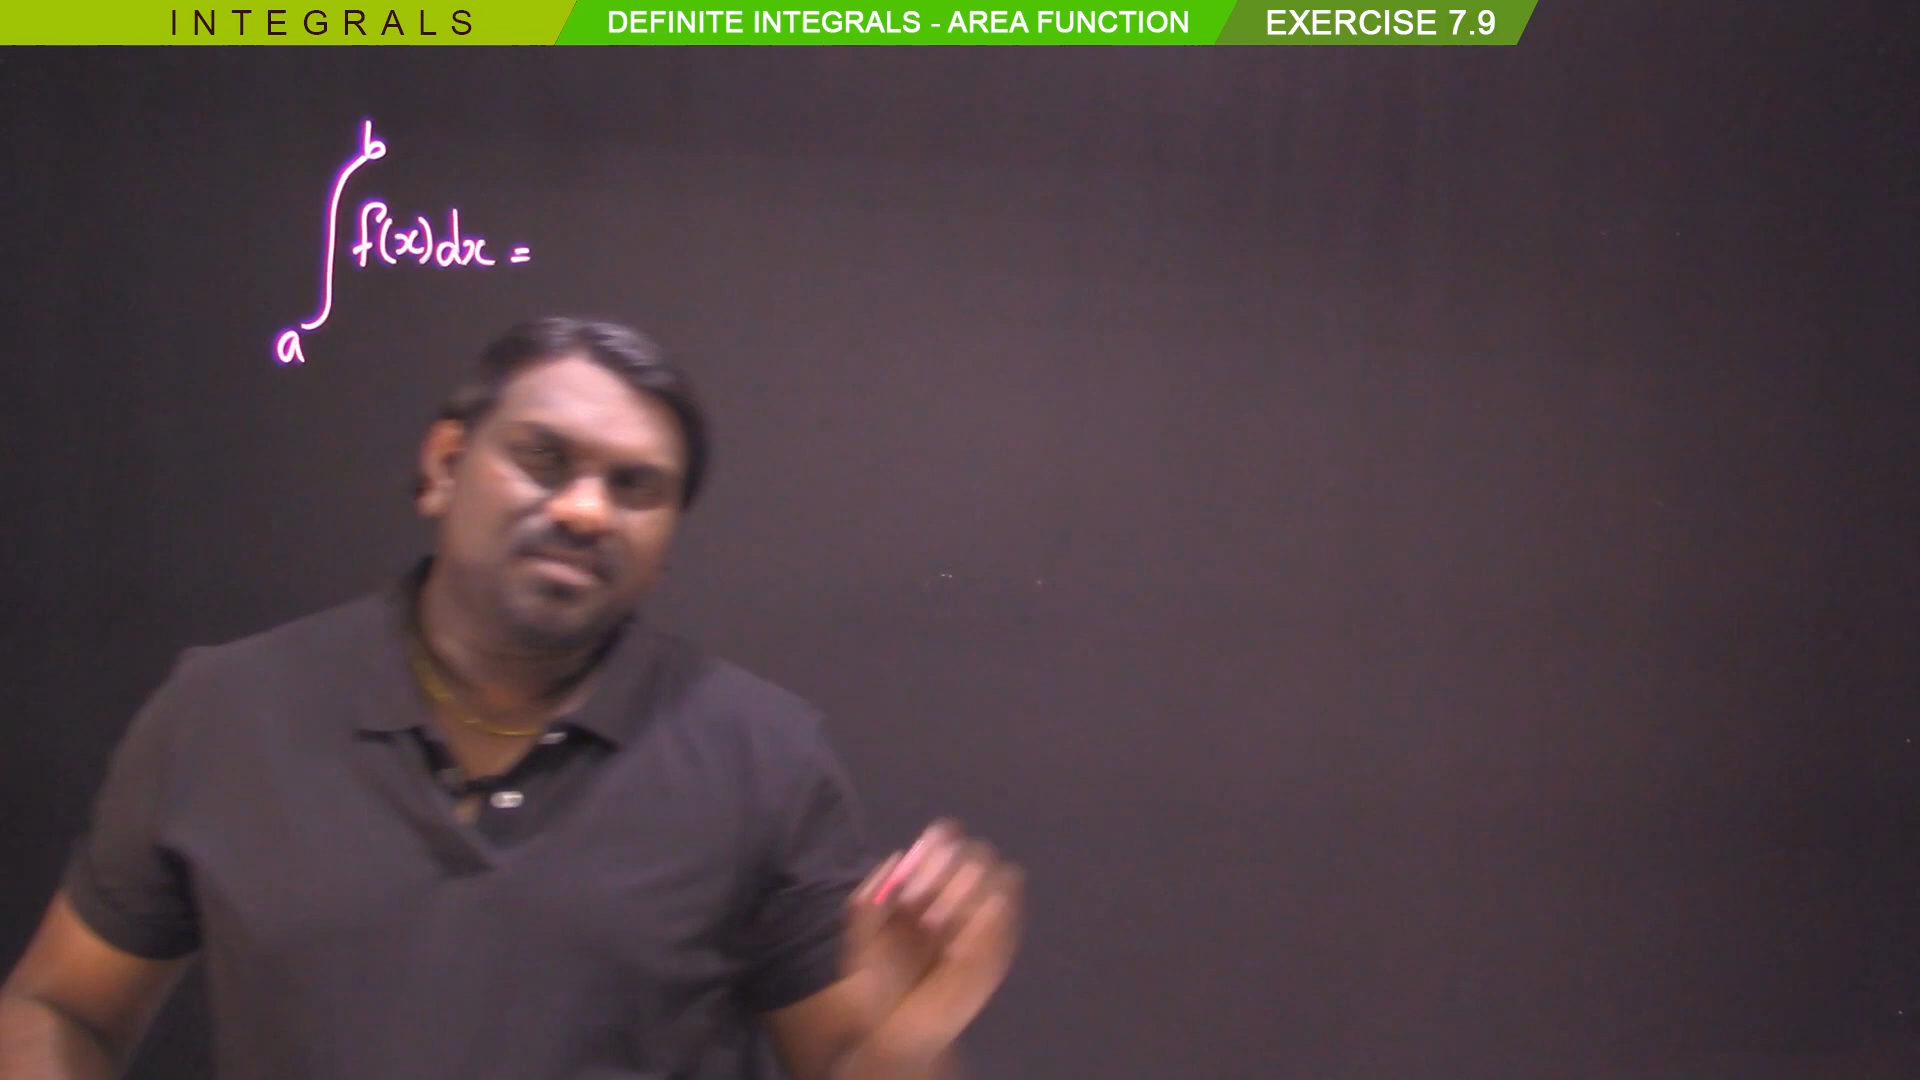 INTEGRALS DEFINITE INTEGRALS - AREA FUNCTION EXERCISE 7.9
b
∫ f(x)dx =
a